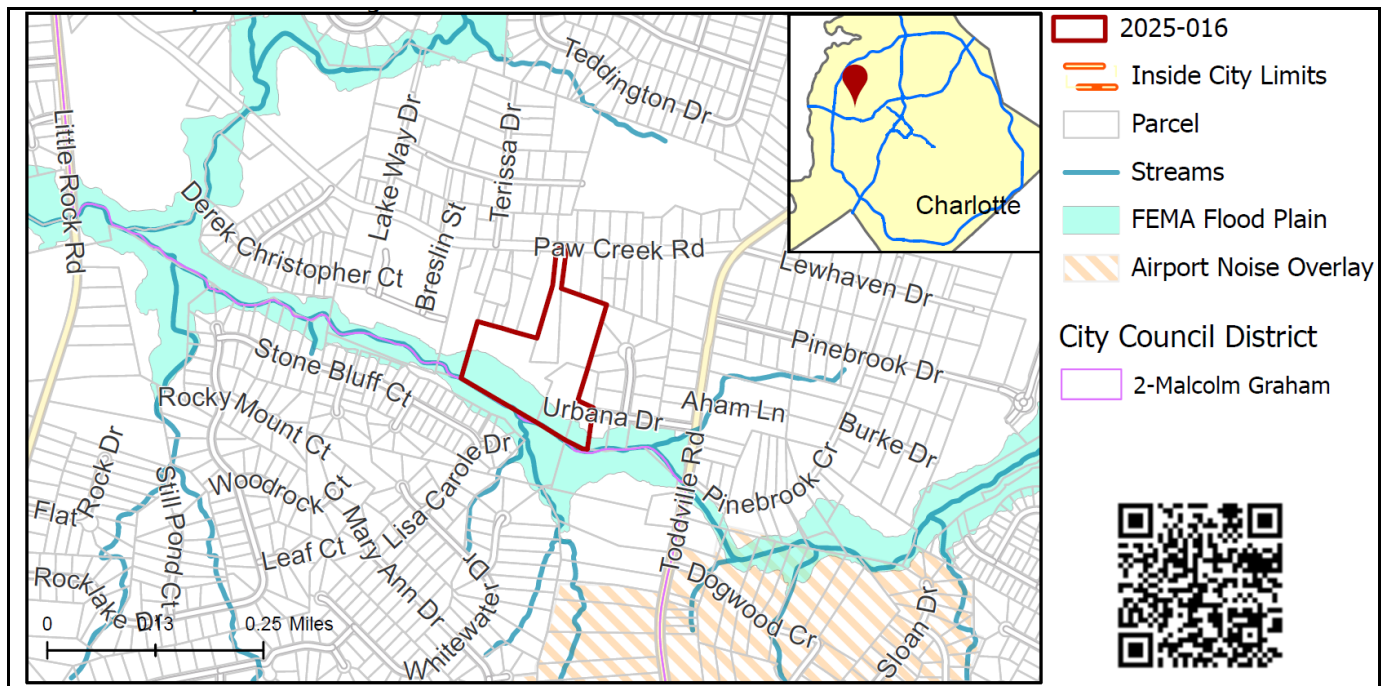 Teddington Dr
Little Rock Rd
Lake Way Dr
Terissa Dr
Derek Christopher Ct
Breslin St
Paw Creek Rd
Lewhaven Dr
Pinebrook Dr
Stone Bluff Ct
Rocky Mount Ct
Urbana Dr
Aham Ln
Burke Dr
Rock Dr
Flat
Still Pond Ct
Woodrock Ct
Lisa Carole Dr
Toddville Rd
Pinebrook Cr
Leaf Ct
Mary Ann Dr
Dr
Rocklake Dr
Whitewater
Dogwood Cr
Sloan Dr
0 0.13 0.25 Miles
Charlotte
2025-016
Inside City Limits
Parcel
Streams
FEMA Flood Plain
Airport Noise Overlay
City Council District
2-Malcolm Graham